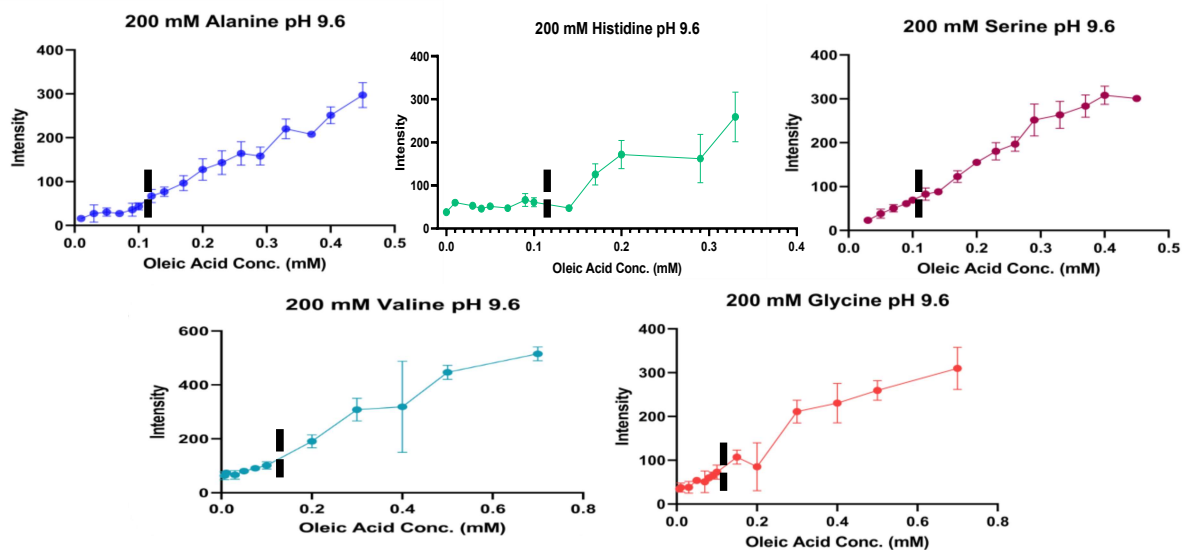 200 mM Alanine pH 9.6
400
300
200
100
0
Intensity
0.0 0.1 0.2 0.3 0.4 0.5
Oleic Acid Conc. (mM)
200 mM Histidine pH 9.6
400
300
200
100
0
Intensity
0.0 0.1 0.2 0.3 0.4
Oleic Acid Conc. (mM)
200 mM Serine pH 9.6
400
300
200
100
0
Intensity
0.0 0.1 0.2 0.3 0.4 0.5
Oleic Acid Conc. (mM)
200 mM Valine pH 9.6
600
400
200
0
Intensity
0.0 0.2 0.4 0.6 0.8
Oleic Acid Conc. (mM)
200 mM Glycine pH 9.6
400
300
200
100
0
Intensity
0.0 0.2 0.4 0.6 0.8
Oleic Acid Conc. (mM)